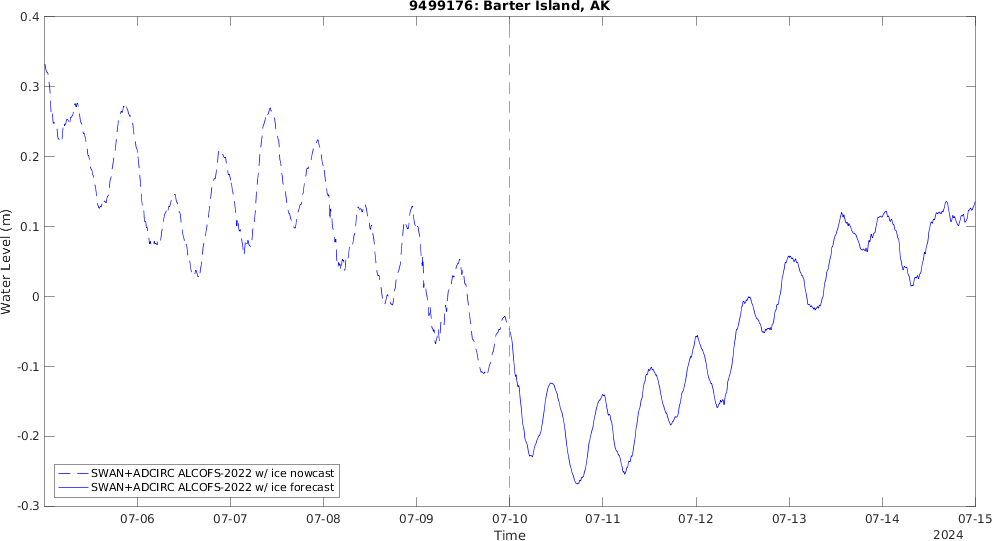 9499176: Barter Island, AK
0.4
0.3
0.2
0.1
0
-0.1
-0.2
-0.3
Water Level (m)
SWAN+ADCIRC ALCOFS-2022 w/ ice nowcast
SWAN+ADCIRC ALCOFS-2022 w/ ice forecast
07-06 07-07 07-08 07-09 07-10 07-11 07-12 07-13 07-14 07-15
Time
2024